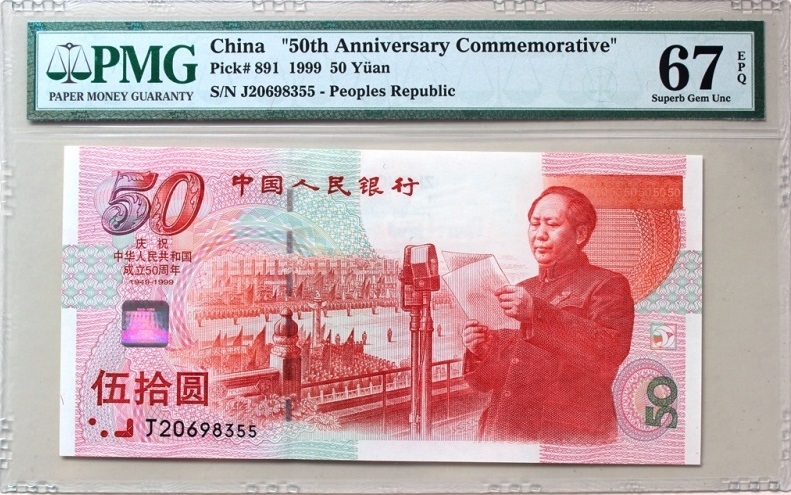 PMG
PAPER MONEY GUARANTY
China "50th Anniversary Commemorative"
Pick# 891 1999 50 Yüan
S/N J20698355 - Peoples Republic
67
EPQ
Superb Gem Unc
50
中国人民银行
庆祝
中华人民共和国
成立50周年
1949-1999
伍拾圆
J20698355
50